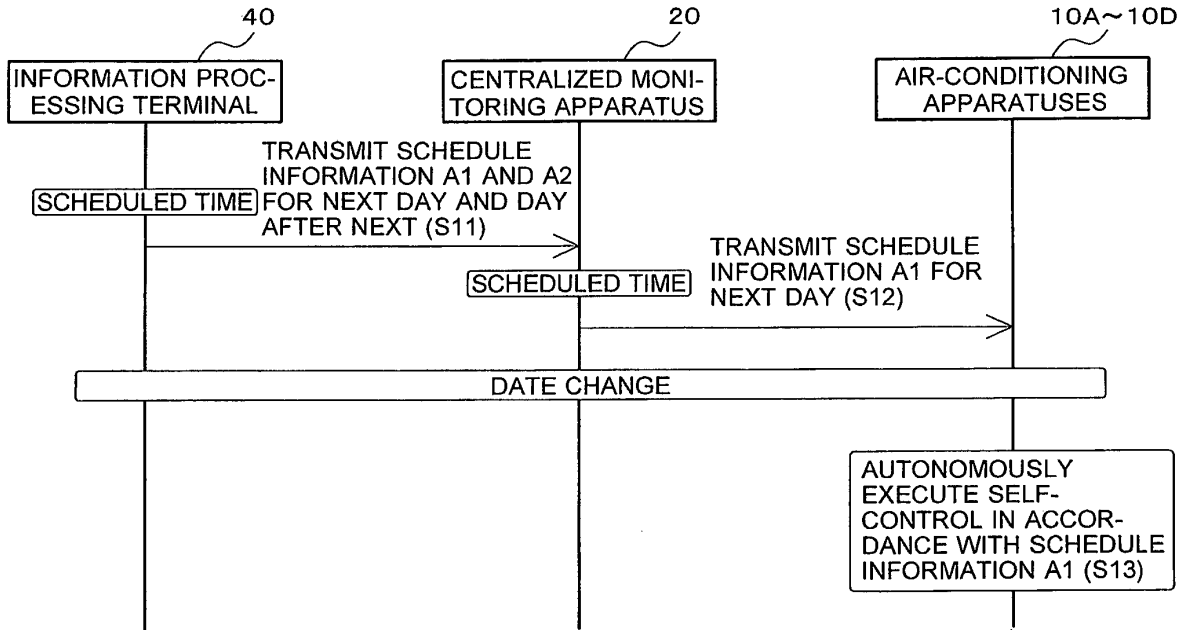 40
20
10A~10D
INFORMATION PROC-
ESSING TERMINAL
CENTRALIZED MONI-
TORING APPARATUS
AIR-CONDITIONING
APPARATUSES
TRANSMIT SCHEDULE
INFORMATION A1 AND A2
FOR NEXT DAY AND DAY
AFTER NEXT (S11)
SCHEDULED TIME
TRANSMIT SCHEDULE
INFORMATION A1 FOR
NEXT DAY (S12)
SCHEDULED TIME
DATE CHANGE
AUTONOMOUSLY
EXECUTE SELF-
CONTROL IN ACCOR-
DANCE WITH SCHEDULE
INFORMATION A1 (S13)